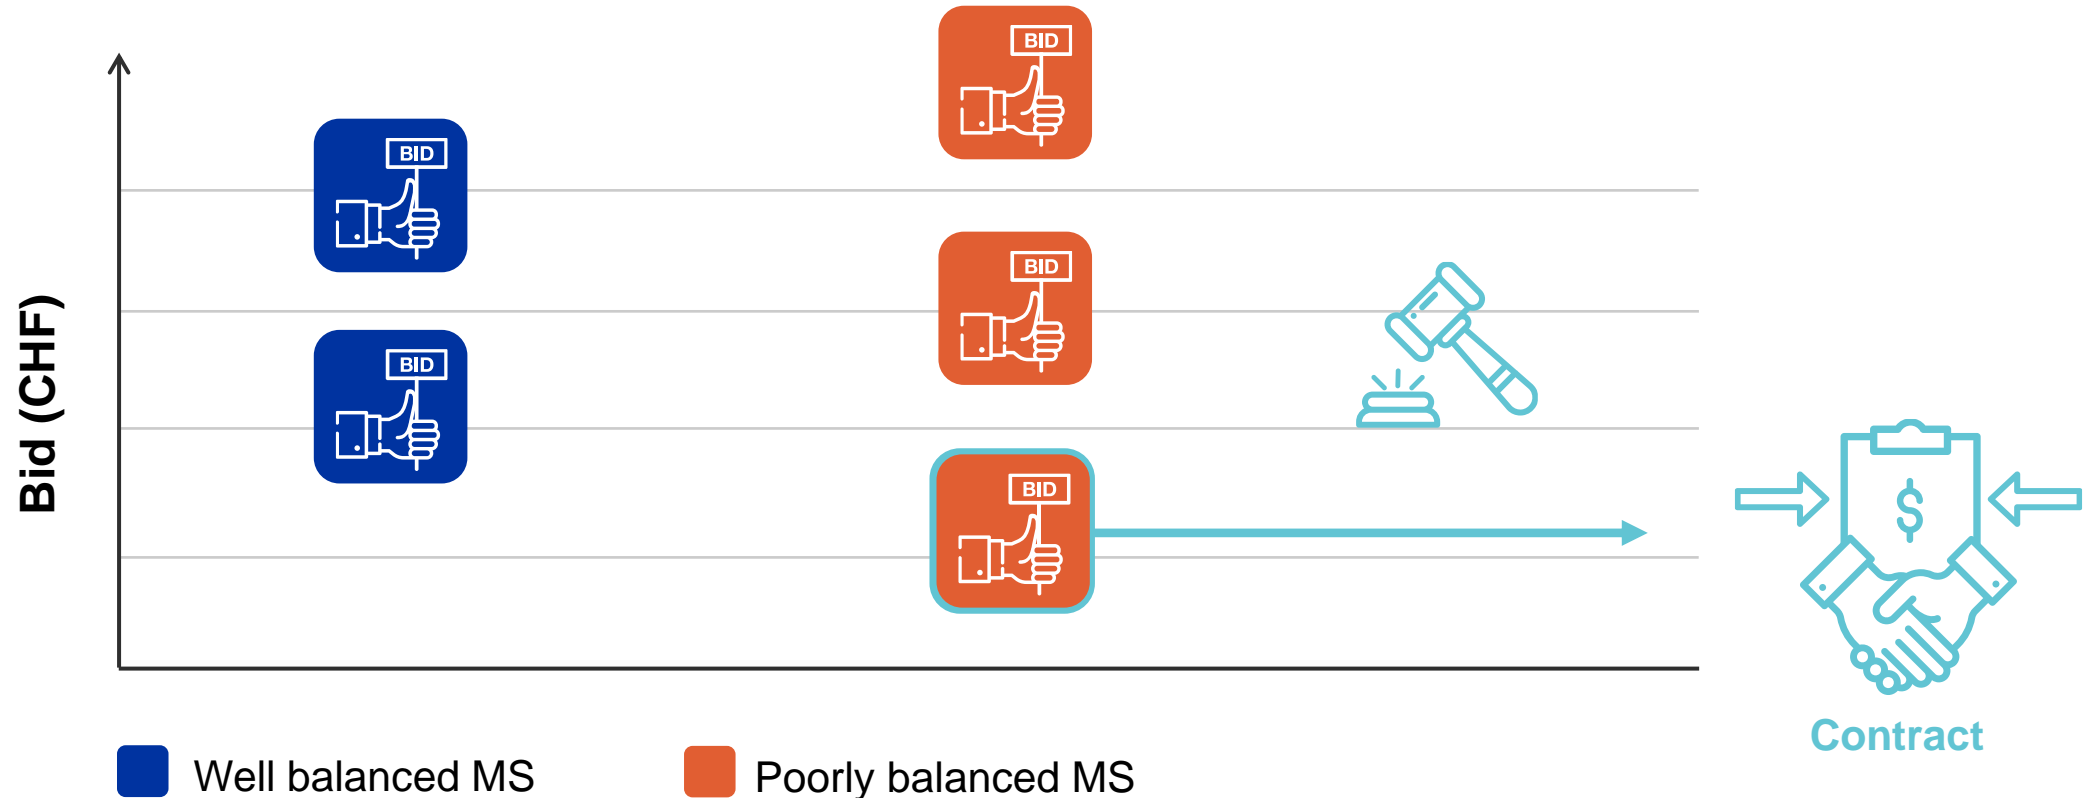 BID
BID
BID
BID
BID
Bid (CHF)
$
Contract
Well balanced MS
Poorly balanced MS